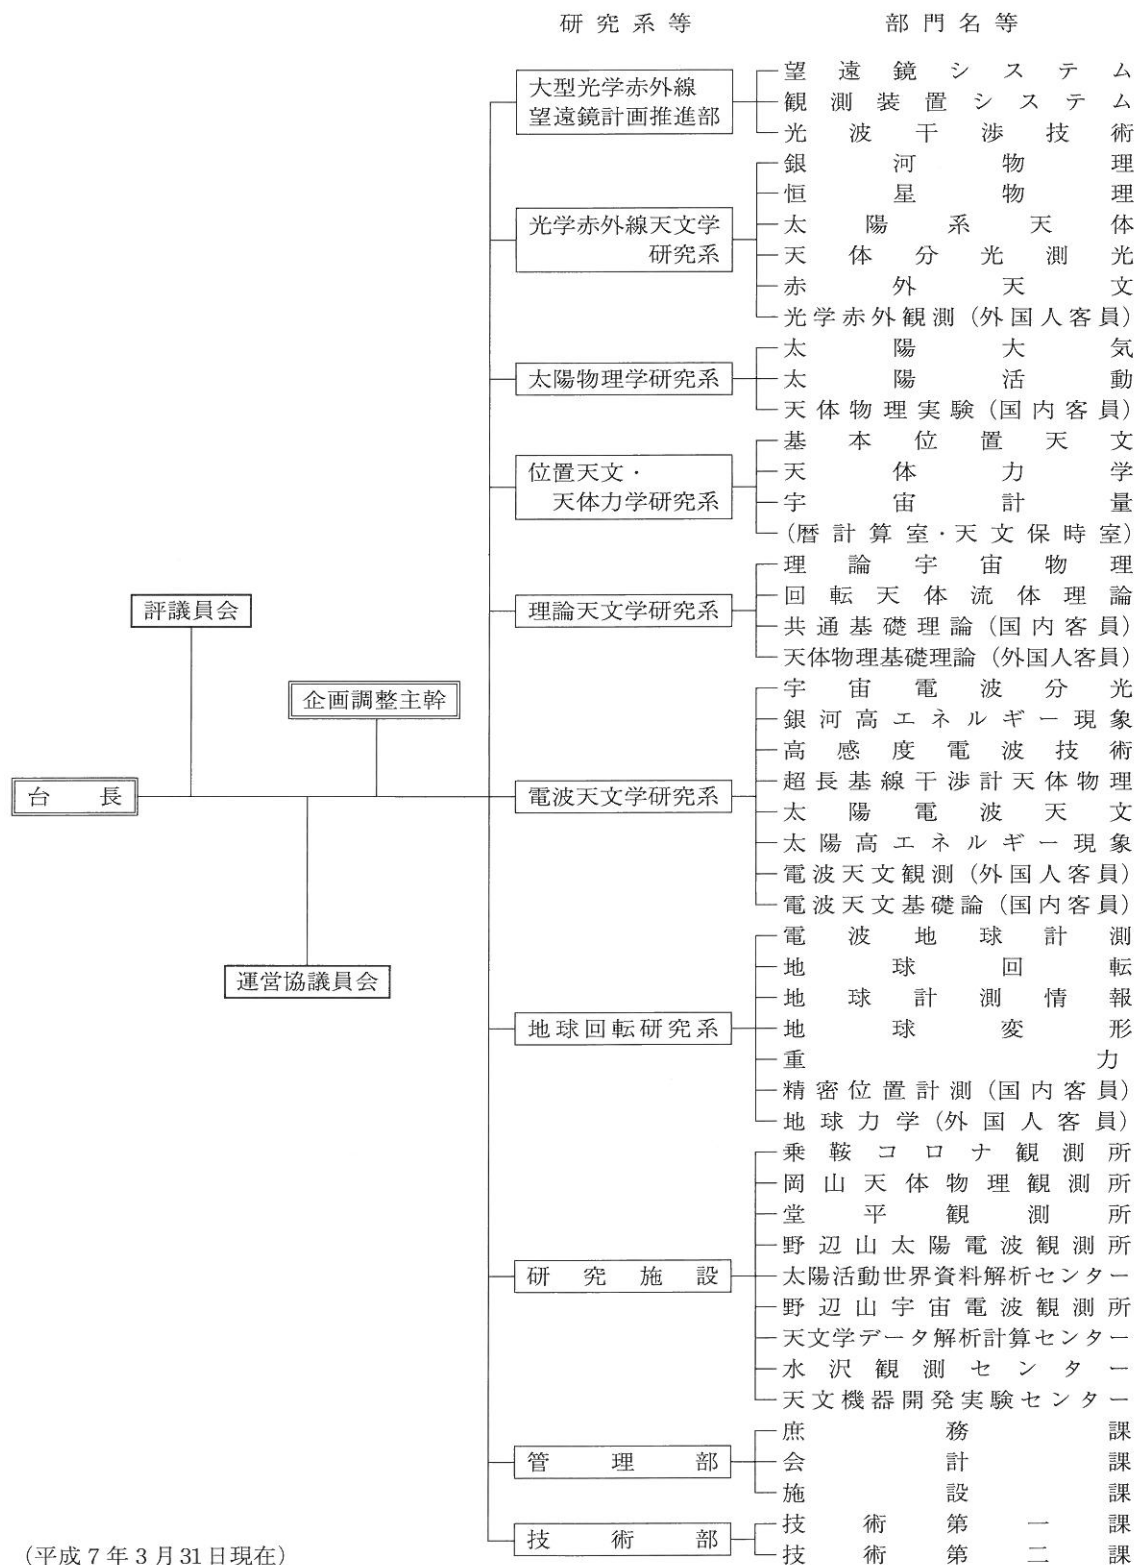 研究系等
部門名等
大型光学赤外線
望遠鏡計画推進部
望遠鏡システム
観測装置システム
光波干渉技術
光学赤外線天文学
研究系
銀河物理
恒星物理
太陽系天体
天体分光測光
赤外天文
光学赤外観測（外国人客員）
太陽物理学研究系
太陽大気
太陽活動
天体物理実験（国内客員）
位置天文・
天体力学研究系
基本位置天文
天体力学
宇宙計量
（暦計算室・天文保時室）
評議員会
理論天文学研究系
理論宇宙物理
回転天体流体理論
共通基礎理論（国内客員）
天体物理基礎理論（外国人客員）
企画調整主幹
台長
電波天文学研究系
宇宙電波分光
銀河高エネルギー現象
高感度電波技術
超長基線干渉計天体物理
太陽電波天文
太陽高エネルギー現象
電波天文観測（外国人客員）
電波天文基礎論（国内客員）
運営協議員会
地球回転研究系
電波地球計測
地球回転
地球計測情報
地球変形
重力
精密位置計測（国内客員）
地球力学（外国人客員）
研究施設
乗鞍コロナ観測所
岡山天体物理観測所
堂平観測所
野辺山太陽電波観測所
太陽活動世界資料解析センター
野辺山宇宙電波観測所
天文学データ解析計算センター
水沢観測センター
天文機器開発実験センター
管理部
庶務課
会計課
施設課
技術部
技術第一課
技術第二課
（平成7年3月31日現在）